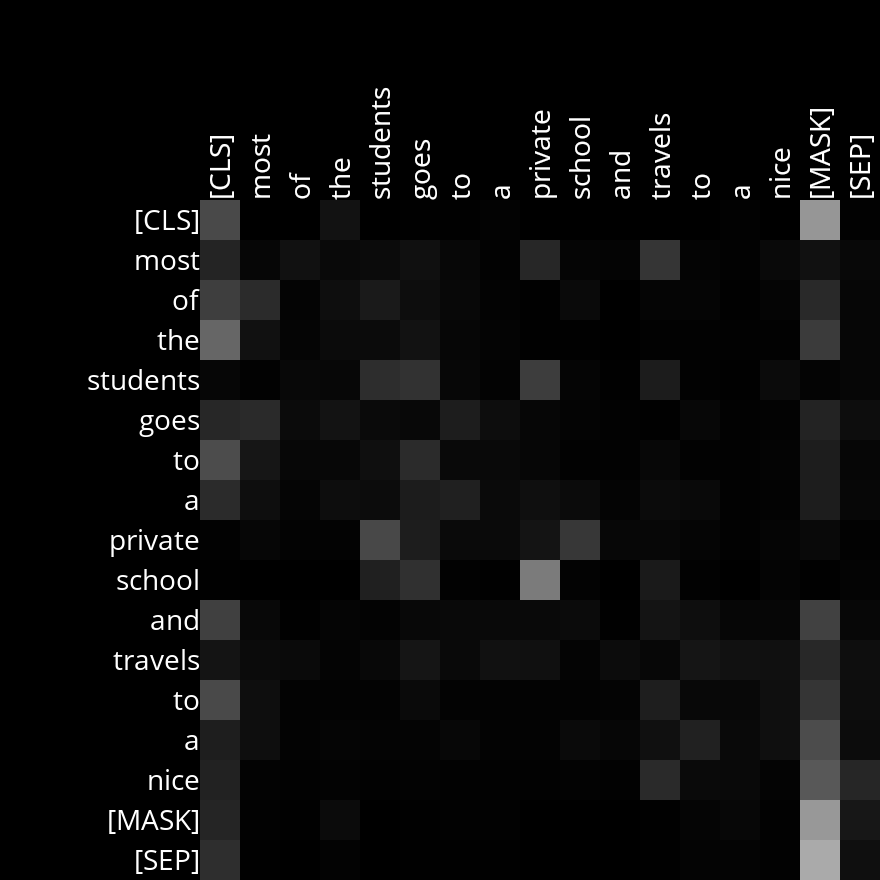 [CLS] most of the students goes to a private school and travels to a nice [MASK] [SEP]
[CLS]
most
of
the
students
goes
to
a
private
school
and
travels
to
a
nice
[MASK]
[SEP]